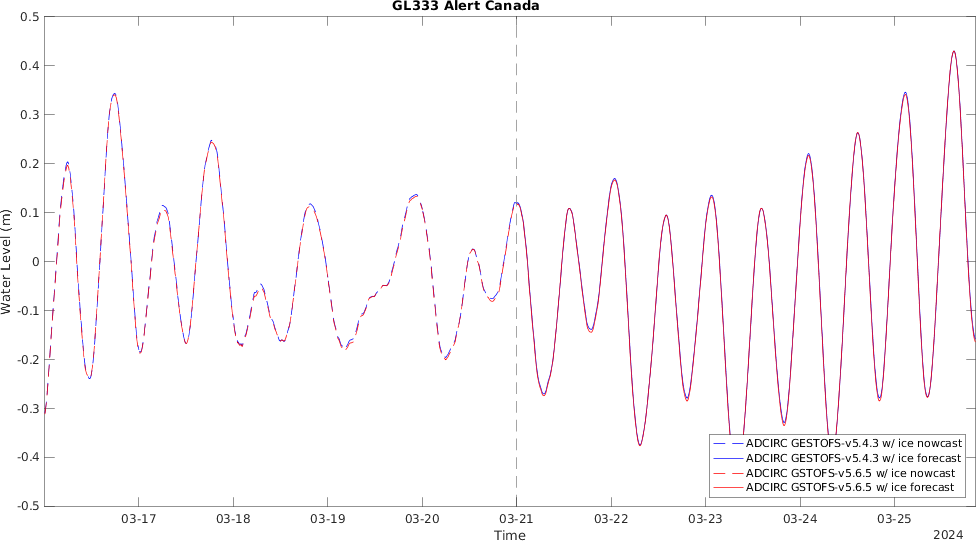 GL333 Alert Canada
0.5
0.4
0.3
0.2
0.1
0
-0.1
-0.2
-0.3
-0.4
-0.5
Water Level (m)
ADCIRC GESTOFS-v5.4.3 w/ ice nowcast
ADCIRC GESTOFS-v5.4.3 w/ ice forecast
ADCIRC GSTOFS-v5.6.5 w/ ice nowcast
ADCIRC GSTOFS-v5.6.5 w/ ice forecast
03-17 03-18 03-19 03-20 03-21 03-22 03-23 03-24 03-25
Time
2024